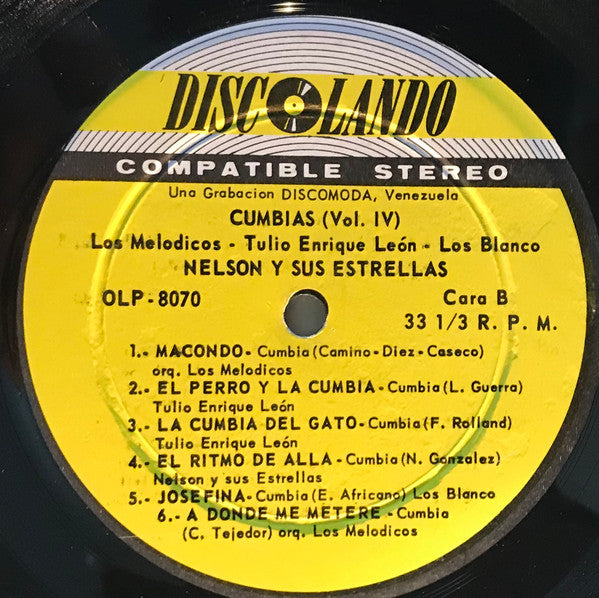 DISCOLANDO
COMPATIBLE STEREO
Una Grabacion DISCOMODA, Venezuela
CUMBIAS (Vol. IV)
Los Melodicos - Tulio Enrique León - Los Blanco
NELSON Y SUS ESTRELLAS
OLP-8070 Cara B
33 1/3 R. P. M.
1.- MACONDO- Cumbia (Camino-Diez-Caseco)
orq. Los Melodicos
2.- EL PERRO Y LA CUMBIA-Cumbia (L. Guerra)
Tulio Enrique León
3.- LA CUMBIA DEL GATO-Cumbia (F. Rolland)
Tulio Enrique León
4.- EL RITMO DE ALLA-Cumbia (N. Gonzalez)
Nelson y sus Estrellas
5.- JOSEFINA-Cumbia (E. Africano) Los Blanco
6.- A DONDE ME METERE-Cumbia
(C. Tejedor) orq. Los Melodicos